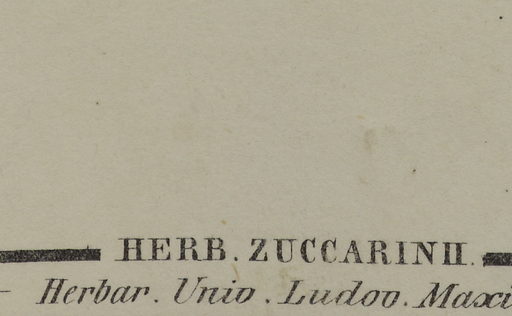 HERB. ZUCCARINII.
— Herbar. Univ. Ludov. Maxi